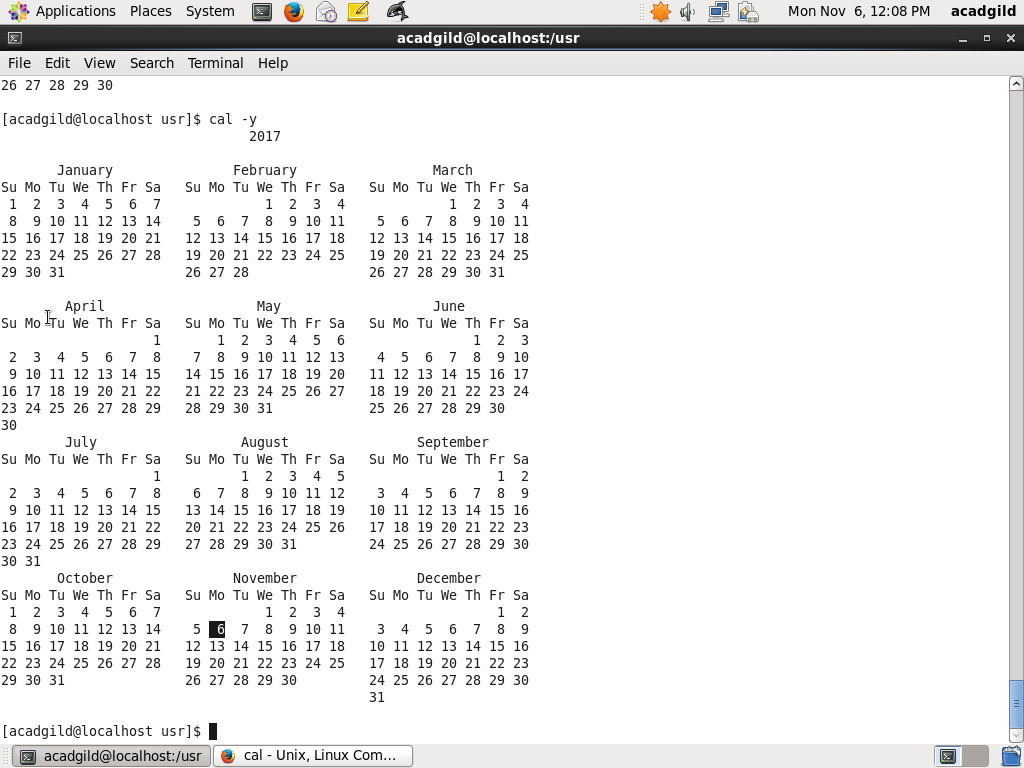 Applications Places System Mon Nov 6, 12:08 PM acadgild
acadgild@localhost:/usr
File Edit View Search Terminal Help
26 27 28 29 30
[acadgild@localhost usr]$ cal -y
2017
January February March
Su Mo Tu We Th Fr Sa Su Mo Tu We Th Fr Sa Su Mo Tu We Th Fr Sa
1 2 3 4 5 6 7 1 2 3 4 1 2 3 4
8 9 10 11 12 13 14 5 6 7 8 9 10 11 5 6 7 8 9 10 11
15 16 17 18 19 20 21 12 13 14 15 16 17 18 12 13 14 15 16 17 18
22 23 24 25 26 27 28 19 20 21 22 23 24 25 19 20 21 22 23 24 25
29 30 31 26 27 28 26 27 28 29 30 31
April May June
Su Mo Tu We Th Fr Sa Su Mo Tu We Th Fr Sa Su Mo Tu We Th Fr Sa
1 1 2 3 4 5 6 1 2 3
2 3 4 5 6 7 8 7 8 9 10 11 12 13 4 5 6 7 8 9 10
9 10 11 12 13 14 15 14 15 16 17 18 19 20 11 12 13 14 15 16 17
16 17 18 19 20 21 22 21 22 23 24 25 26 27 18 19 20 21 22 23 24
23 24 25 26 27 28 29 28 29 30 31 25 26 27 28 29 30
30
July August September
Su Mo Tu We Th Fr Sa Su Mo Tu We Th Fr Sa Su Mo Tu We Th Fr Sa
1 1 2 3 4 5 1 2
2 3 4 5 6 7 8 6 7 8 9 10 11 12 3 4 5 6 7 8 9
9 10 11 12 13 14 15 13 14 15 16 17 18 19 10 11 12 13 14 15 16
16 17 18 19 20 21 22 20 21 22 23 24 25 26 17 18 19 20 21 22 23
23 24 25 26 27 28 29 27 28 29 30 31 24 25 26 27 28 29 30
30 31
October November December
Su Mo Tu We Th Fr Sa Su Mo Tu We Th Fr Sa Su Mo Tu We Th Fr Sa
1 2 3 4 5 6 7 1 2 3 4 1 2
8 9 10 11 12 13 14 5 6 7 8 9 10 11 3 4 5 6 7 8 9
15 16 17 18 19 20 21 12 13 14 15 16 17 18 10 11 12 13 14 15 16
22 23 24 25 26 27 28 19 20 21 22 23 24 25 17 18 19 20 21 22 23
29 30 31 26 27 28 29 30 24 25 26 27 28 29 30
31
[acadgild@localhost usr]$
acadgild@localhost:/usr cal - Unix, Linux Com...